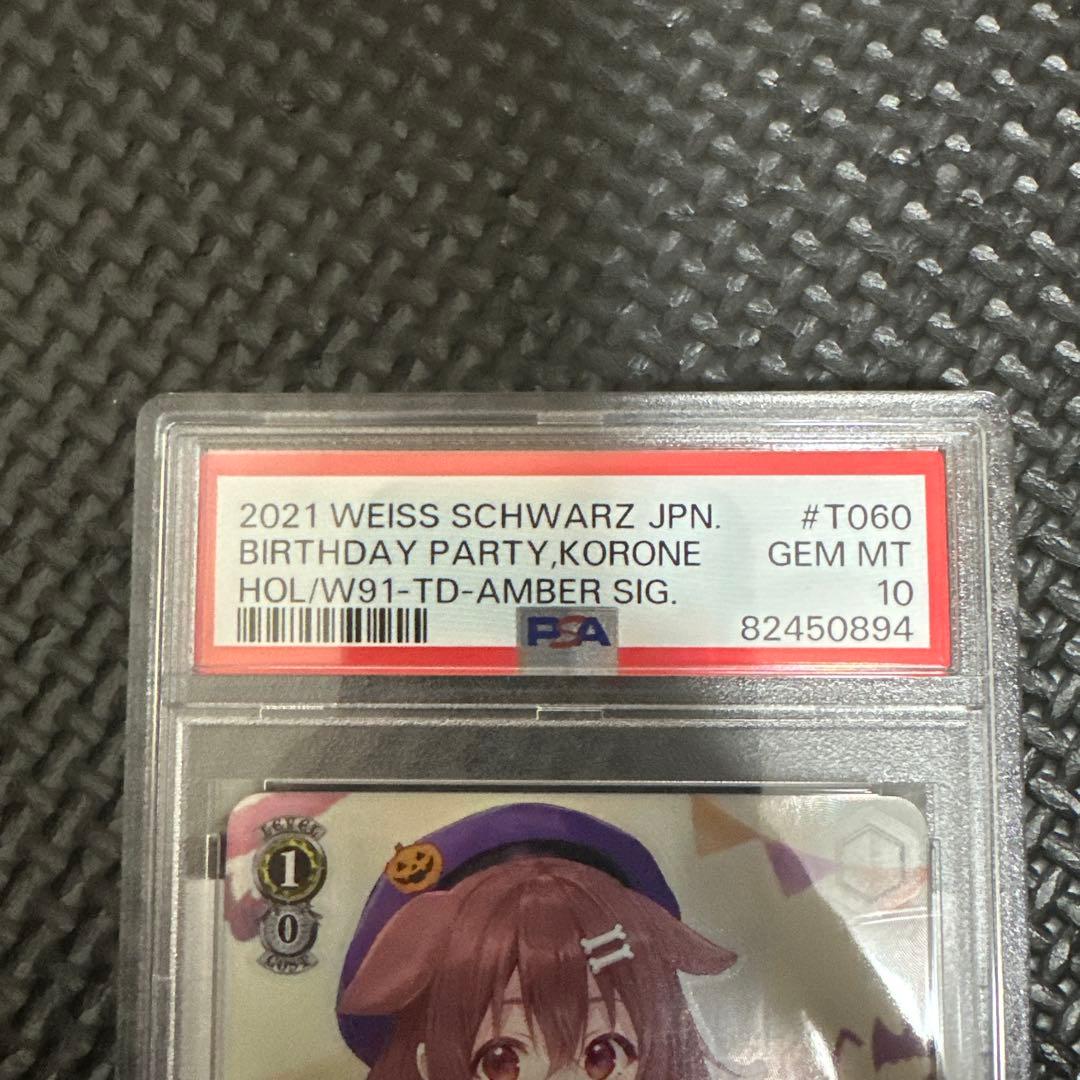 2021 WEISS SCHWARZ JPN. #T060
BIRTHDAY PARTY,KORONE GEM MT
HOL/W91-TD-AMBER SIG. 10
PSA 82450894
LEVEL
1
0
COST